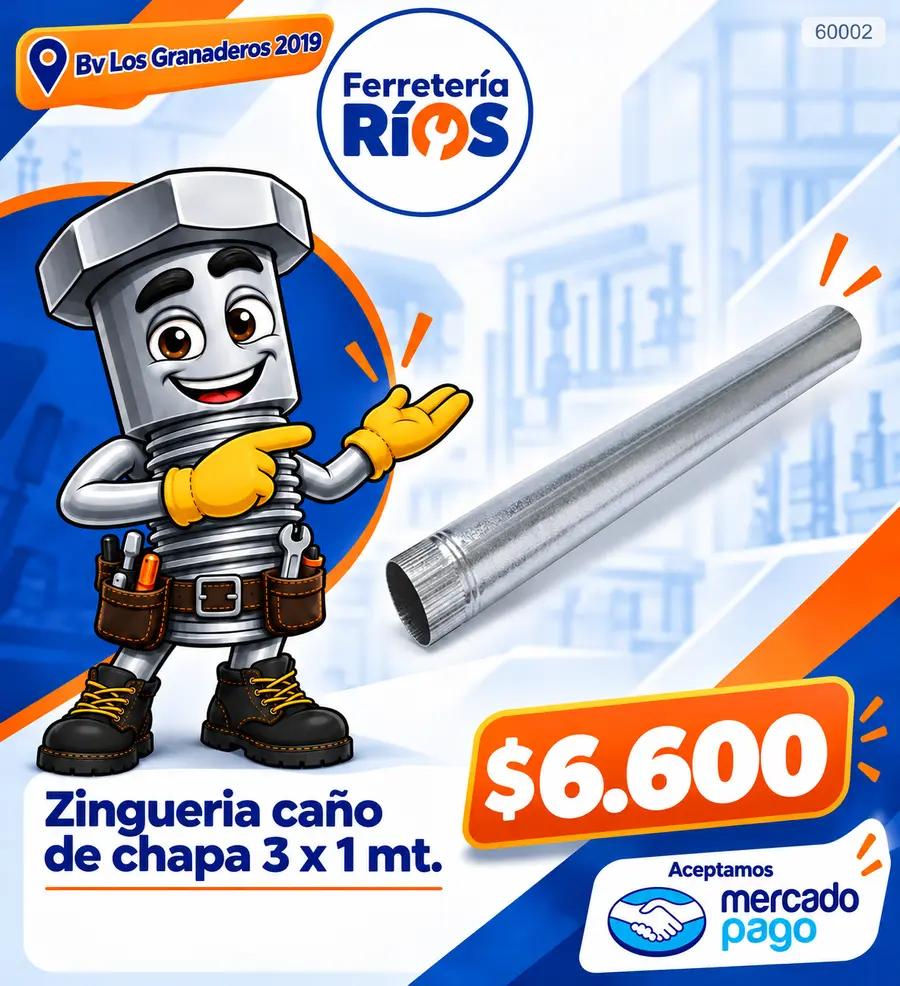 Bv Los Granaderos 2019
60002
Ferretería
RÍOS
$6.600
Zingueria caño
de chapa 3 x 1 mt.
Aceptamos
mercado
pago